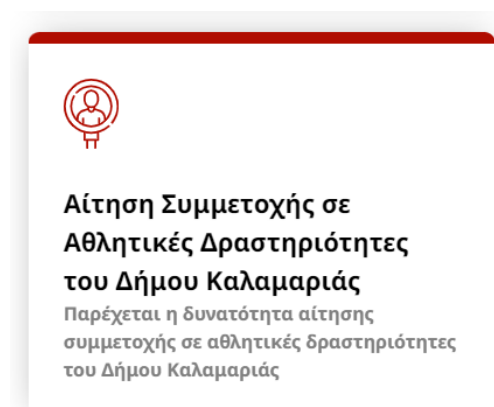 Αίτηση Συμμετοχής σε
Αθλητικές Δραστηριότητες
του Δήμου Καλαμαριάς
Παρέχεται η δυνατότητα αίτησης
συμμετοχής σε αθλητικές δραστηριότητες
του Δήμου Καλαμαριάς